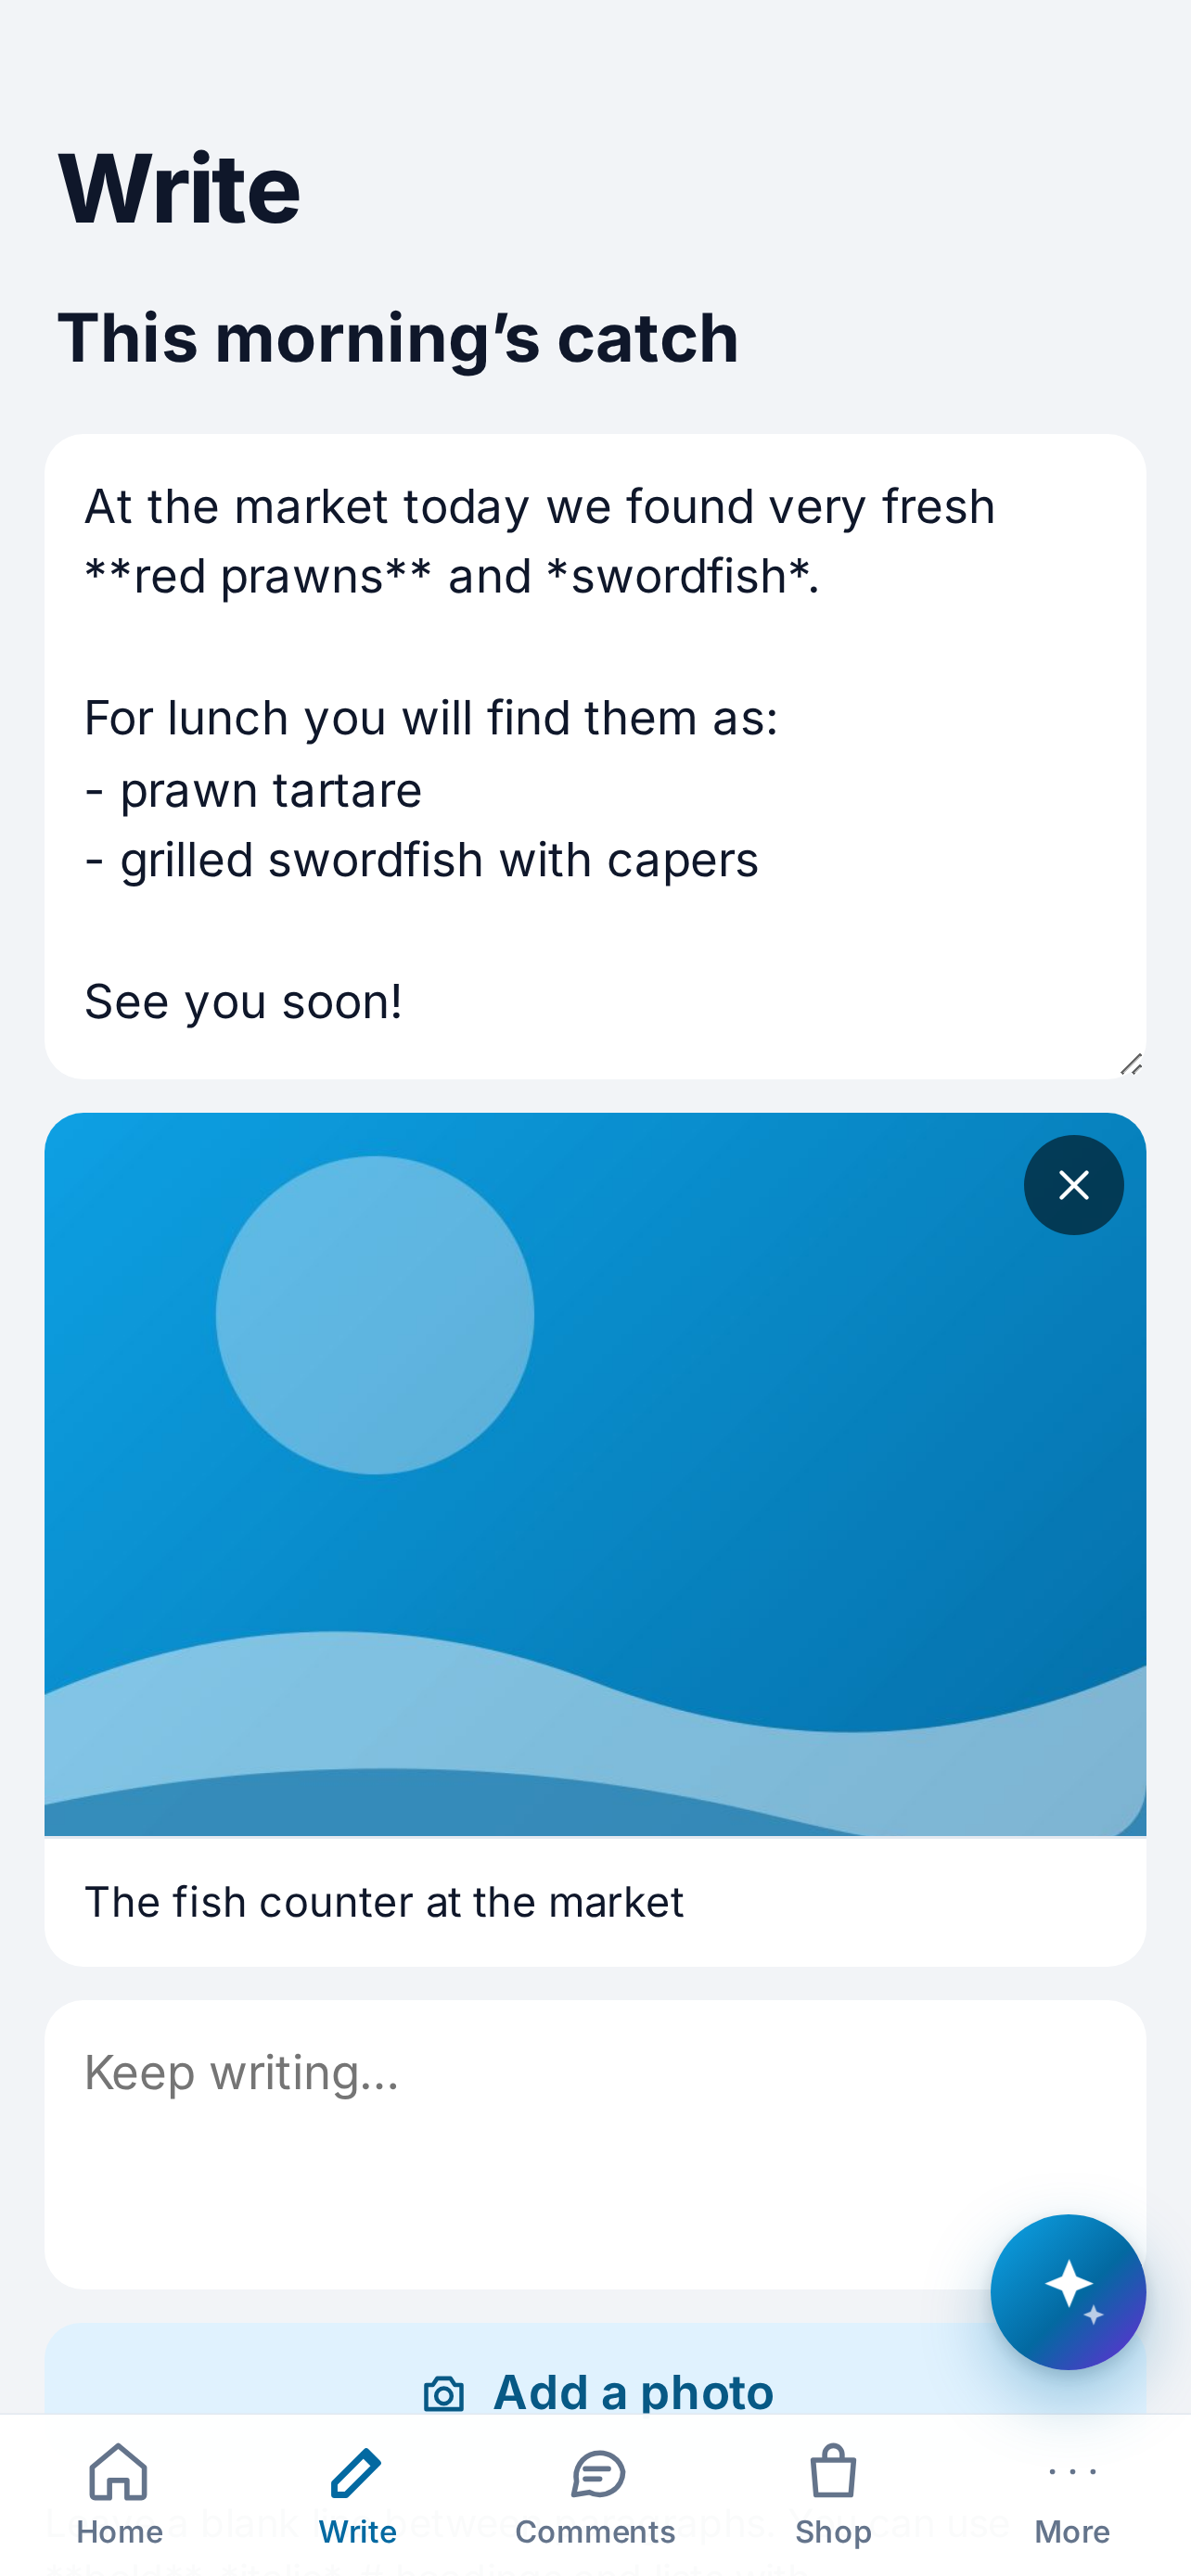 Write
This morning’s catch
At the market today we found very fresh
**red prawns** and *swordfish*.
For lunch you will find them as:
- prawn tartare
- grilled swordfish with capers
See you soon!
The fish counter at the market
Keep writing...
Add a photo
Home
Write
Comments
Shop
More